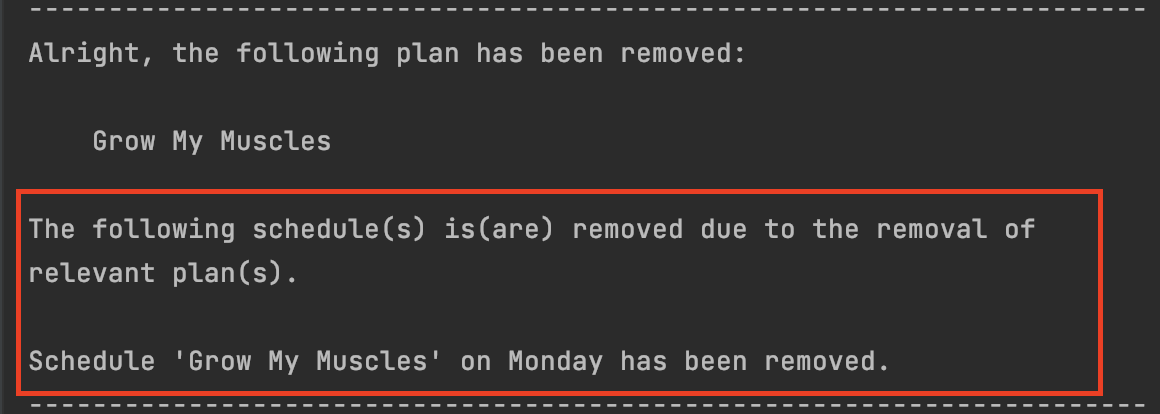 Alright, the following plan has been removed:
Grow My Muscles
The following schedule(s) is(are) removed due to the removal of
relevant plan(s).
Schedule 'Grow My Muscles' on Monday has been removed.